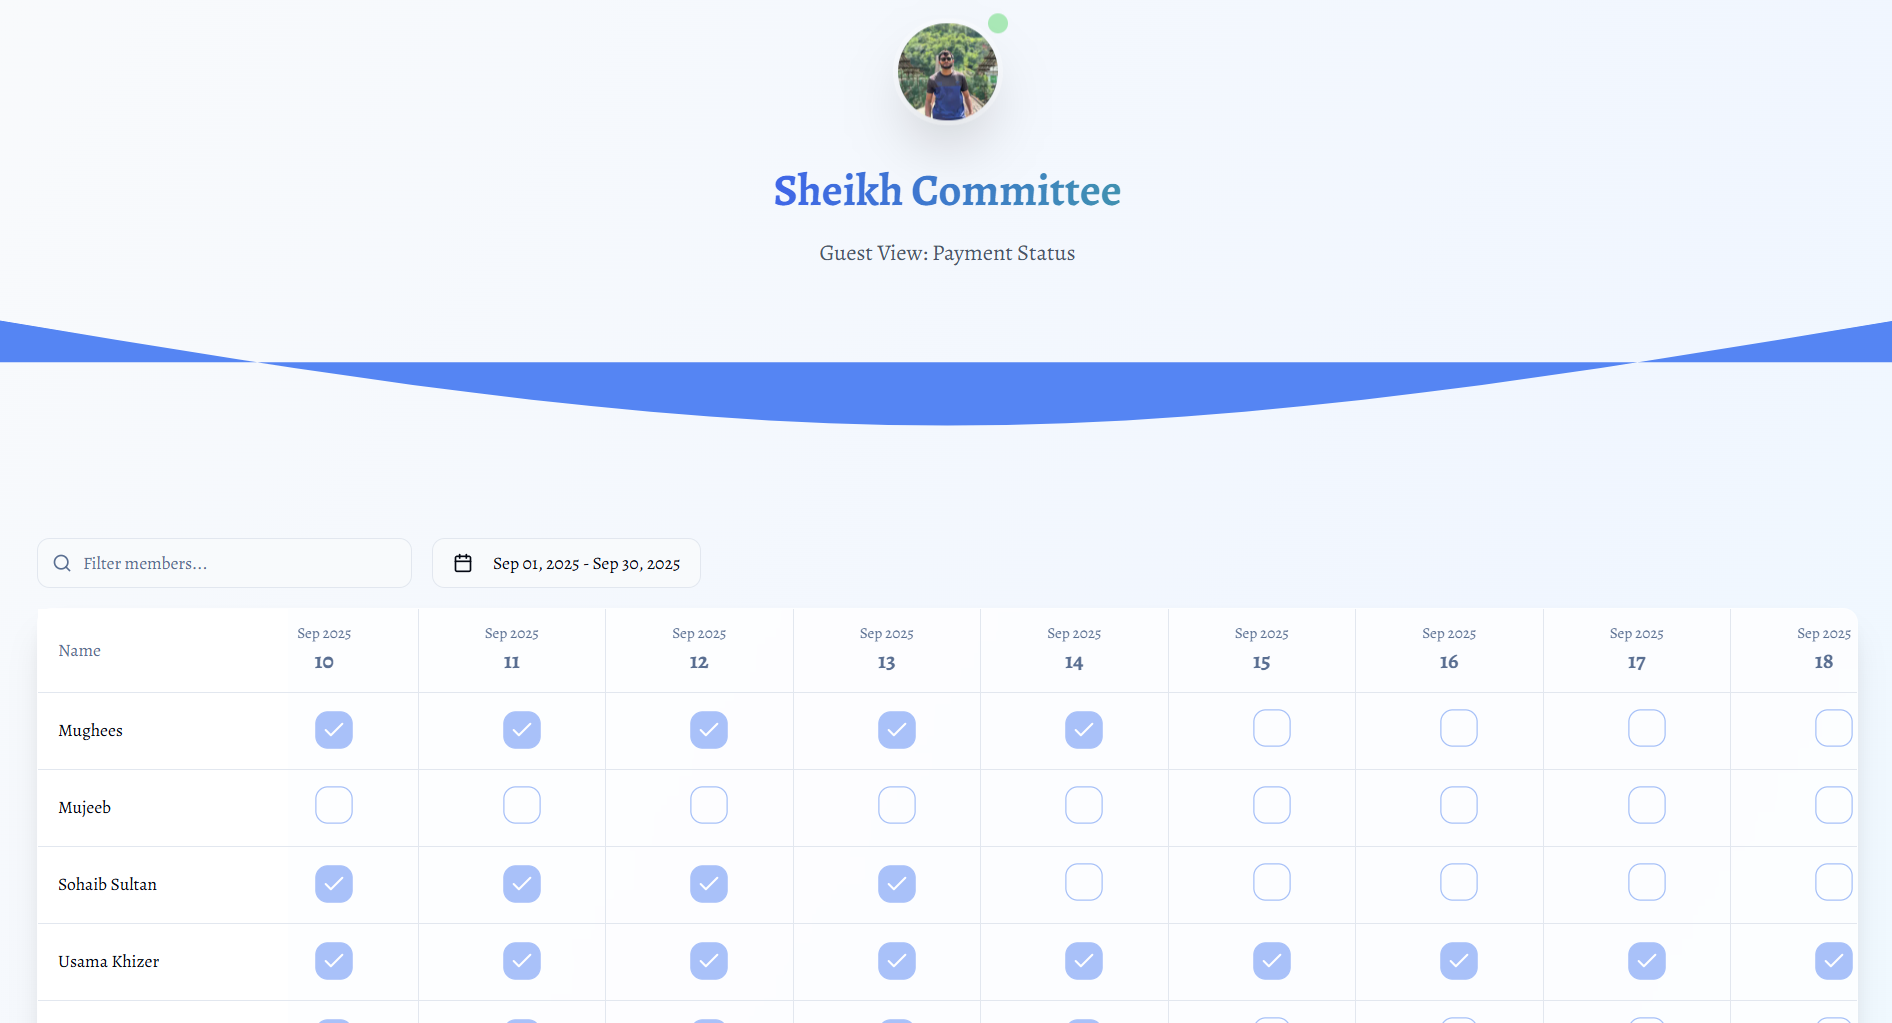 Sheikh Committee
Guest View: Payment Status
Filter members...
Sep 01, 2025 - Sep 30, 2025
Name
Sep 2025 Sep 2025 Sep 2025 Sep 2025 Sep 2025 Sep 2025 Sep 2025 Sep 2025 Sep 2025
10 11 12 13 14 15 16 17 18
Mughees
Mujeeb
Sohaib Sultan
Usama Khizer